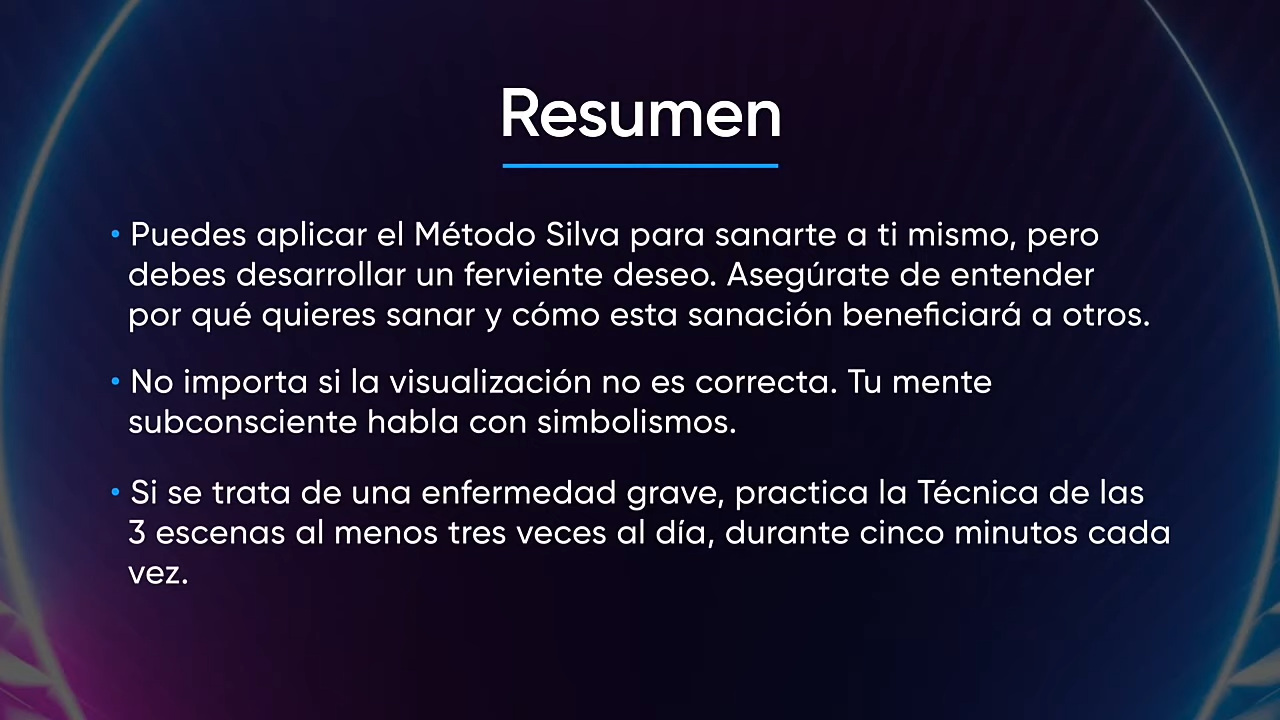 Resumen
• Puedes aplicar el Método Silva para sanarte a ti mismo, pero
debes desarrollar un ferviente deseo. Asegúrate de entender
por qué quieres sanar y cómo esta sanación beneficiará a otros.
• No importa si la visualización no es correcta. Tu mente
subconsciente habla con simbolismos.
• Si se trata de una enfermedad grave, practica la Técnica de las
3 escenas al menos tres veces al día, durante cinco minutos cada
vez.